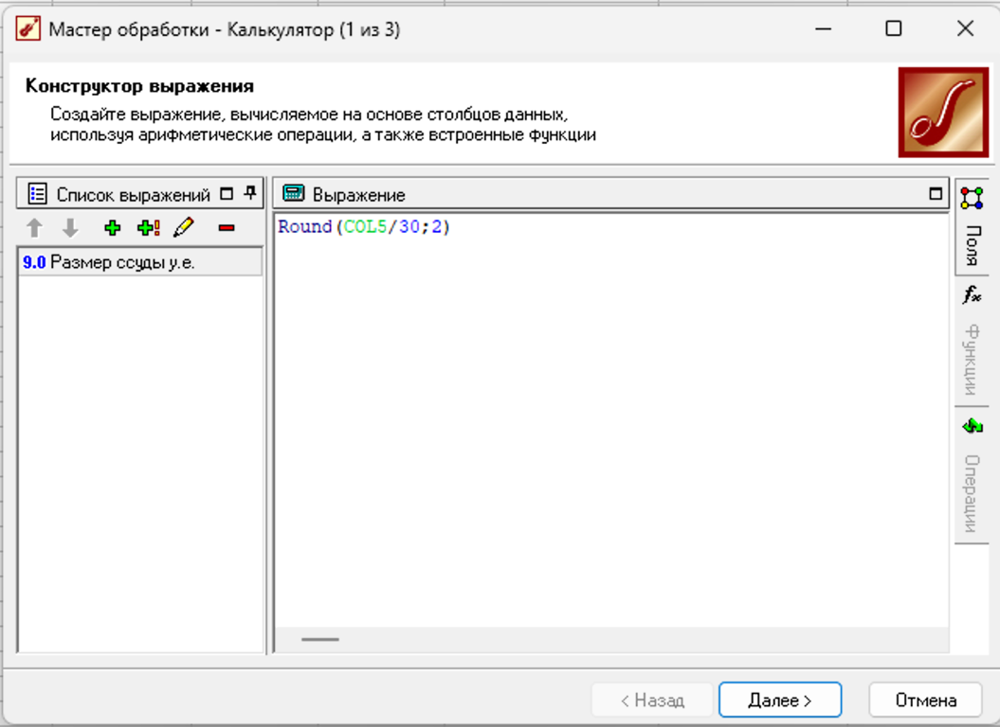 Мастер обработки - Калькулятор (1 из 3)
Конструктор выражения
Создайте выражение, вычисляемое на основе столбцов данных,
используя арифметические операции, а также встроенные функции
Список выражений
Выражение
9.0 Размер ссуды у.е.
Round(COL5/30;2)
Поля
fx
Функции
Операции
< Назад
Далее >
Отмена